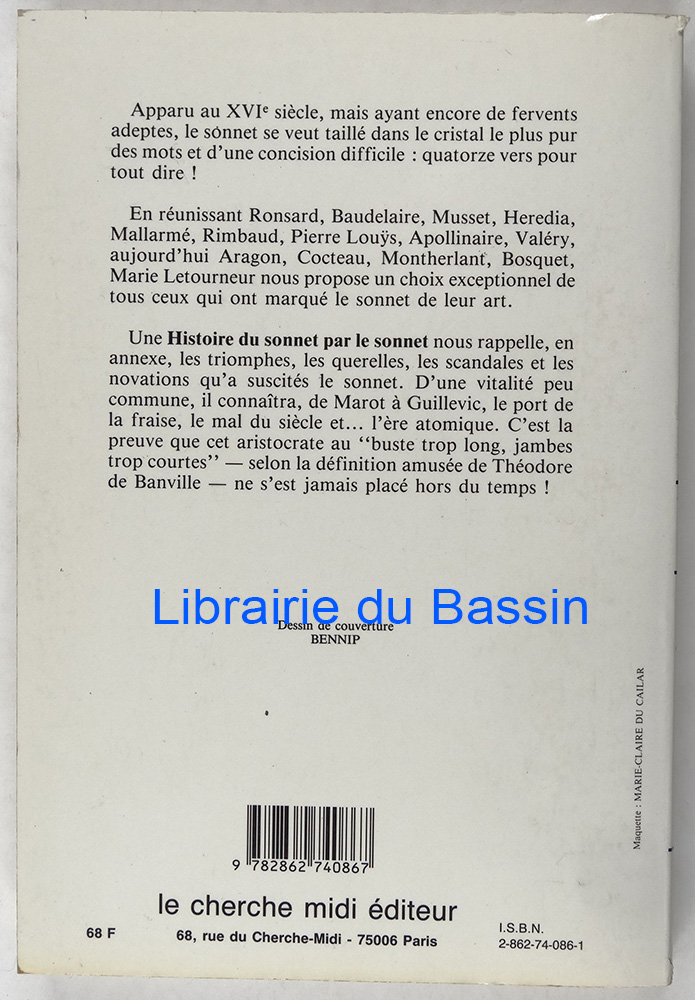 Apparu au XVIe siècle, mais ayant encore de fervents
adeptes, le sonnet se veut taillé dans le cristal le plus pur
des mots et d'une concision difficile : quatorze vers pour
tout dire !
En réunissant Ronsard, Baudelaire, Musset, Heredia,
Mallarmé, Rimbaud, Pierre Louÿs, Apollinaire, Valéry,
aujourd'hui Aragon, Cocteau, Montherlant, Bosquet,
Marie Letourneur nous propose un choix exceptionnel de
tous ceux qui ont marqué le sonnet de leur art.
Une Histoire du sonnet par le sonnet nous rappelle, en
annexe, les triomphes, les querelles, les scandales et les
novations qu'a suscités le sonnet. D'une vitalité peu
commune, il connaîtra, de Marot à Guillevic, le port de
la fraise, le mal du siècle et... l'ère atomique. C'est la
preuve que cet aristocrate au ‘‘buste trop long, jambes
trop courtes’’ — selon la définition amusée de Théodore
de Banville — ne s'est jamais placé hors du temps !
Librairie du Bassin
Dessin de couverture
BENNIP
Maquette : MARIE-CLAIRE DU CAILAR
9 782862 740867
le cherche midi éditeur
68 F
68, rue du Cherche-Midi - 75006 Paris
I.S.B.N.
2-862-74-086-1